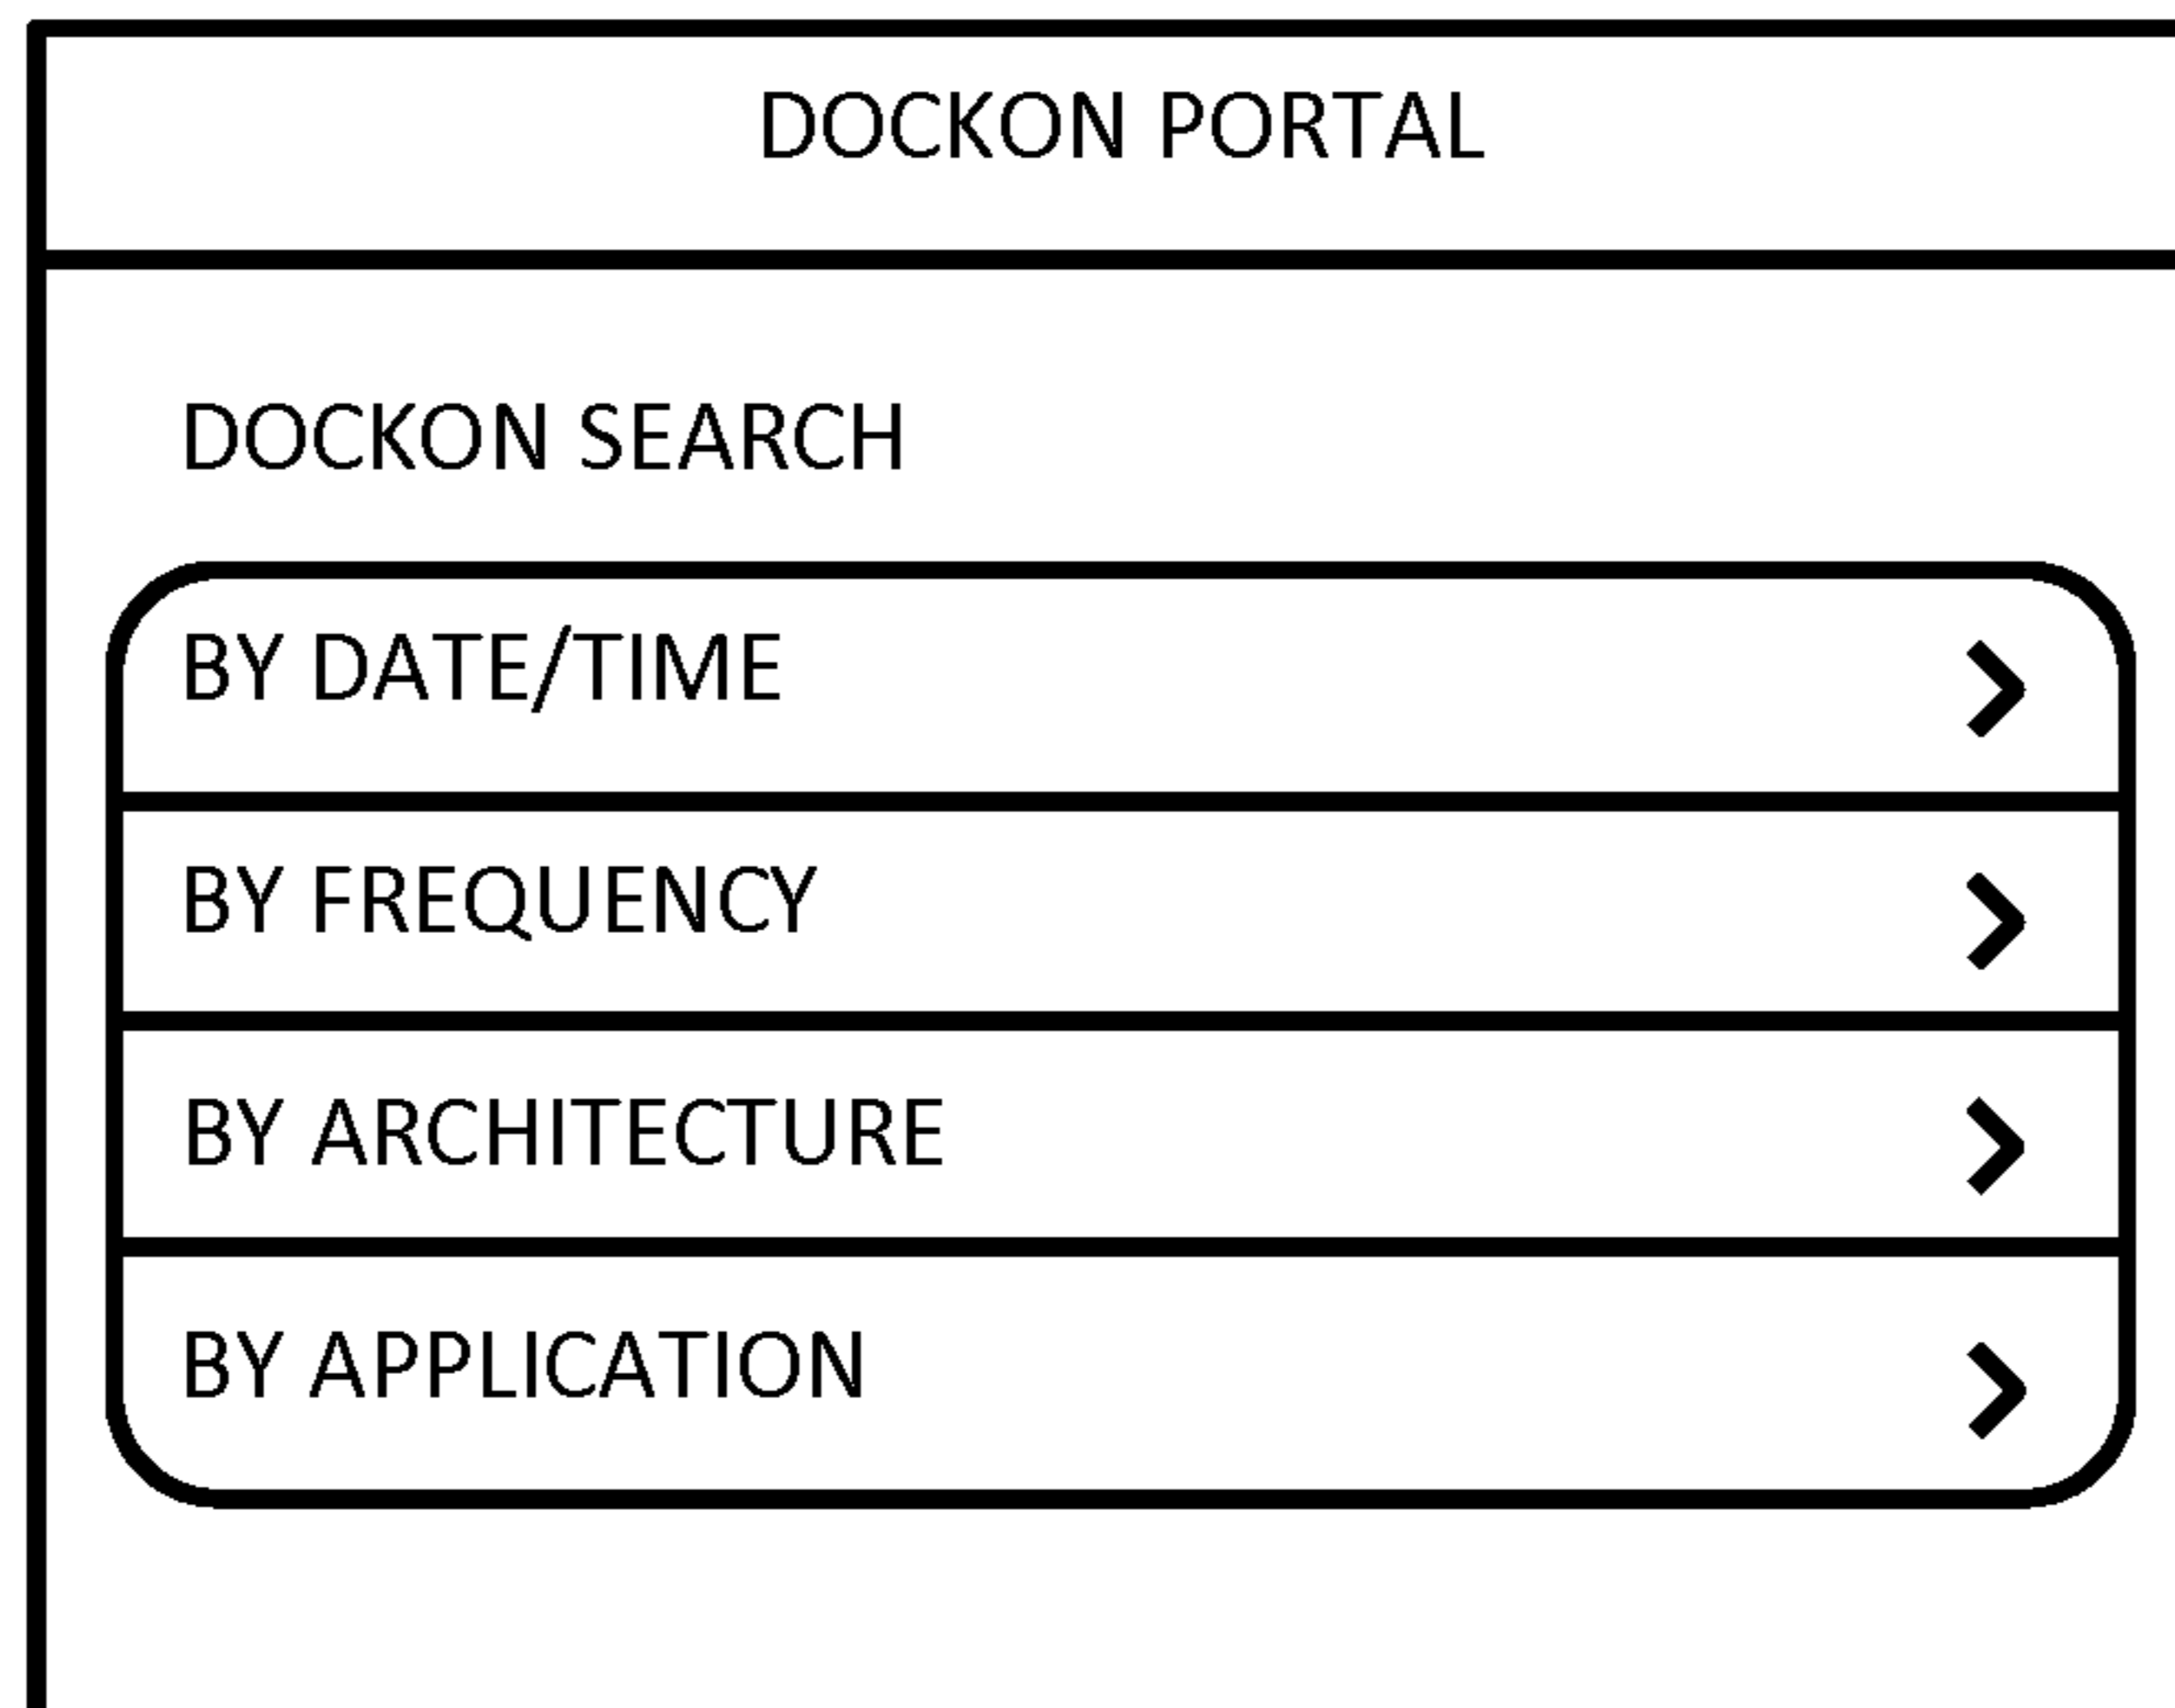 DOCKON PORTAL
DOCKON SEARCH
BY DATE/TIME
BY FREQUENCY
BY ARCHITECTURE
BY APPLICATION